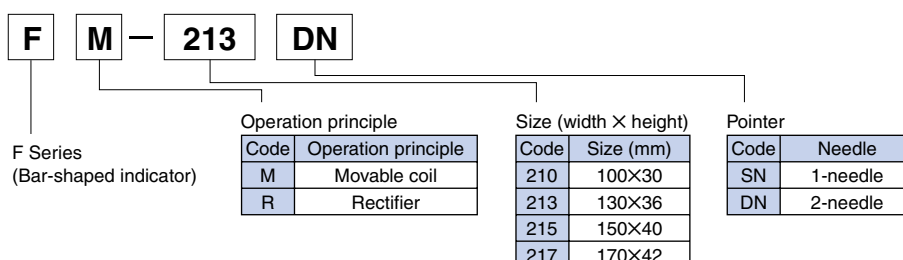 F M — 213 DN
F Series
(Bar-shaped indicator)
Operation principle
Code Operation principle
M Movable coil
R Rectifier
Size (width × height)
Code Size (mm)
210 100×30
213 130×36
215 150×40
217 170×42
Pointer
Code Needle
SN 1-needle
DN 2-needle